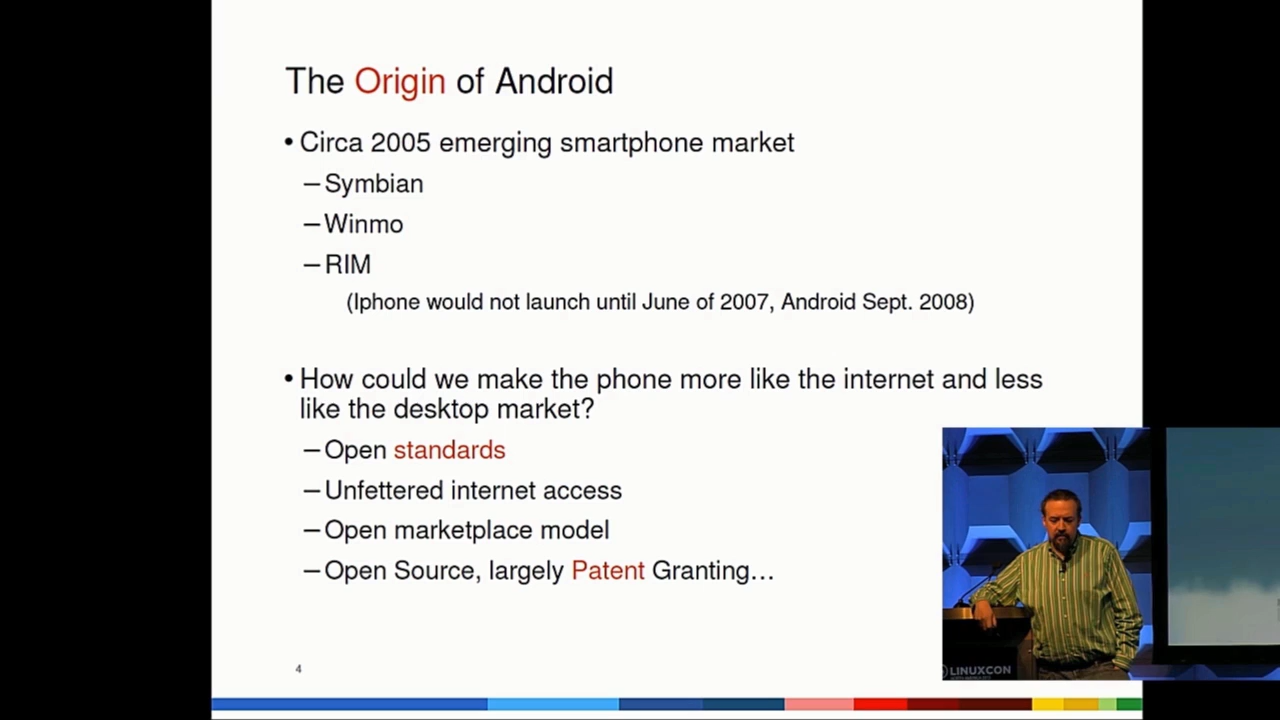 The Origin of Android
• Circa 2005 emerging smartphone market
– Symbian
– Winmo
– RIM
(Iphone would not launch until June of 2007, Android Sept. 2008)
• How could we make the phone more like the internet and less
like the desktop market?
– Open standards
– Unfettered internet access
– Open marketplace model
– Open Source, largely Patent Granting…
4
LINUXCON